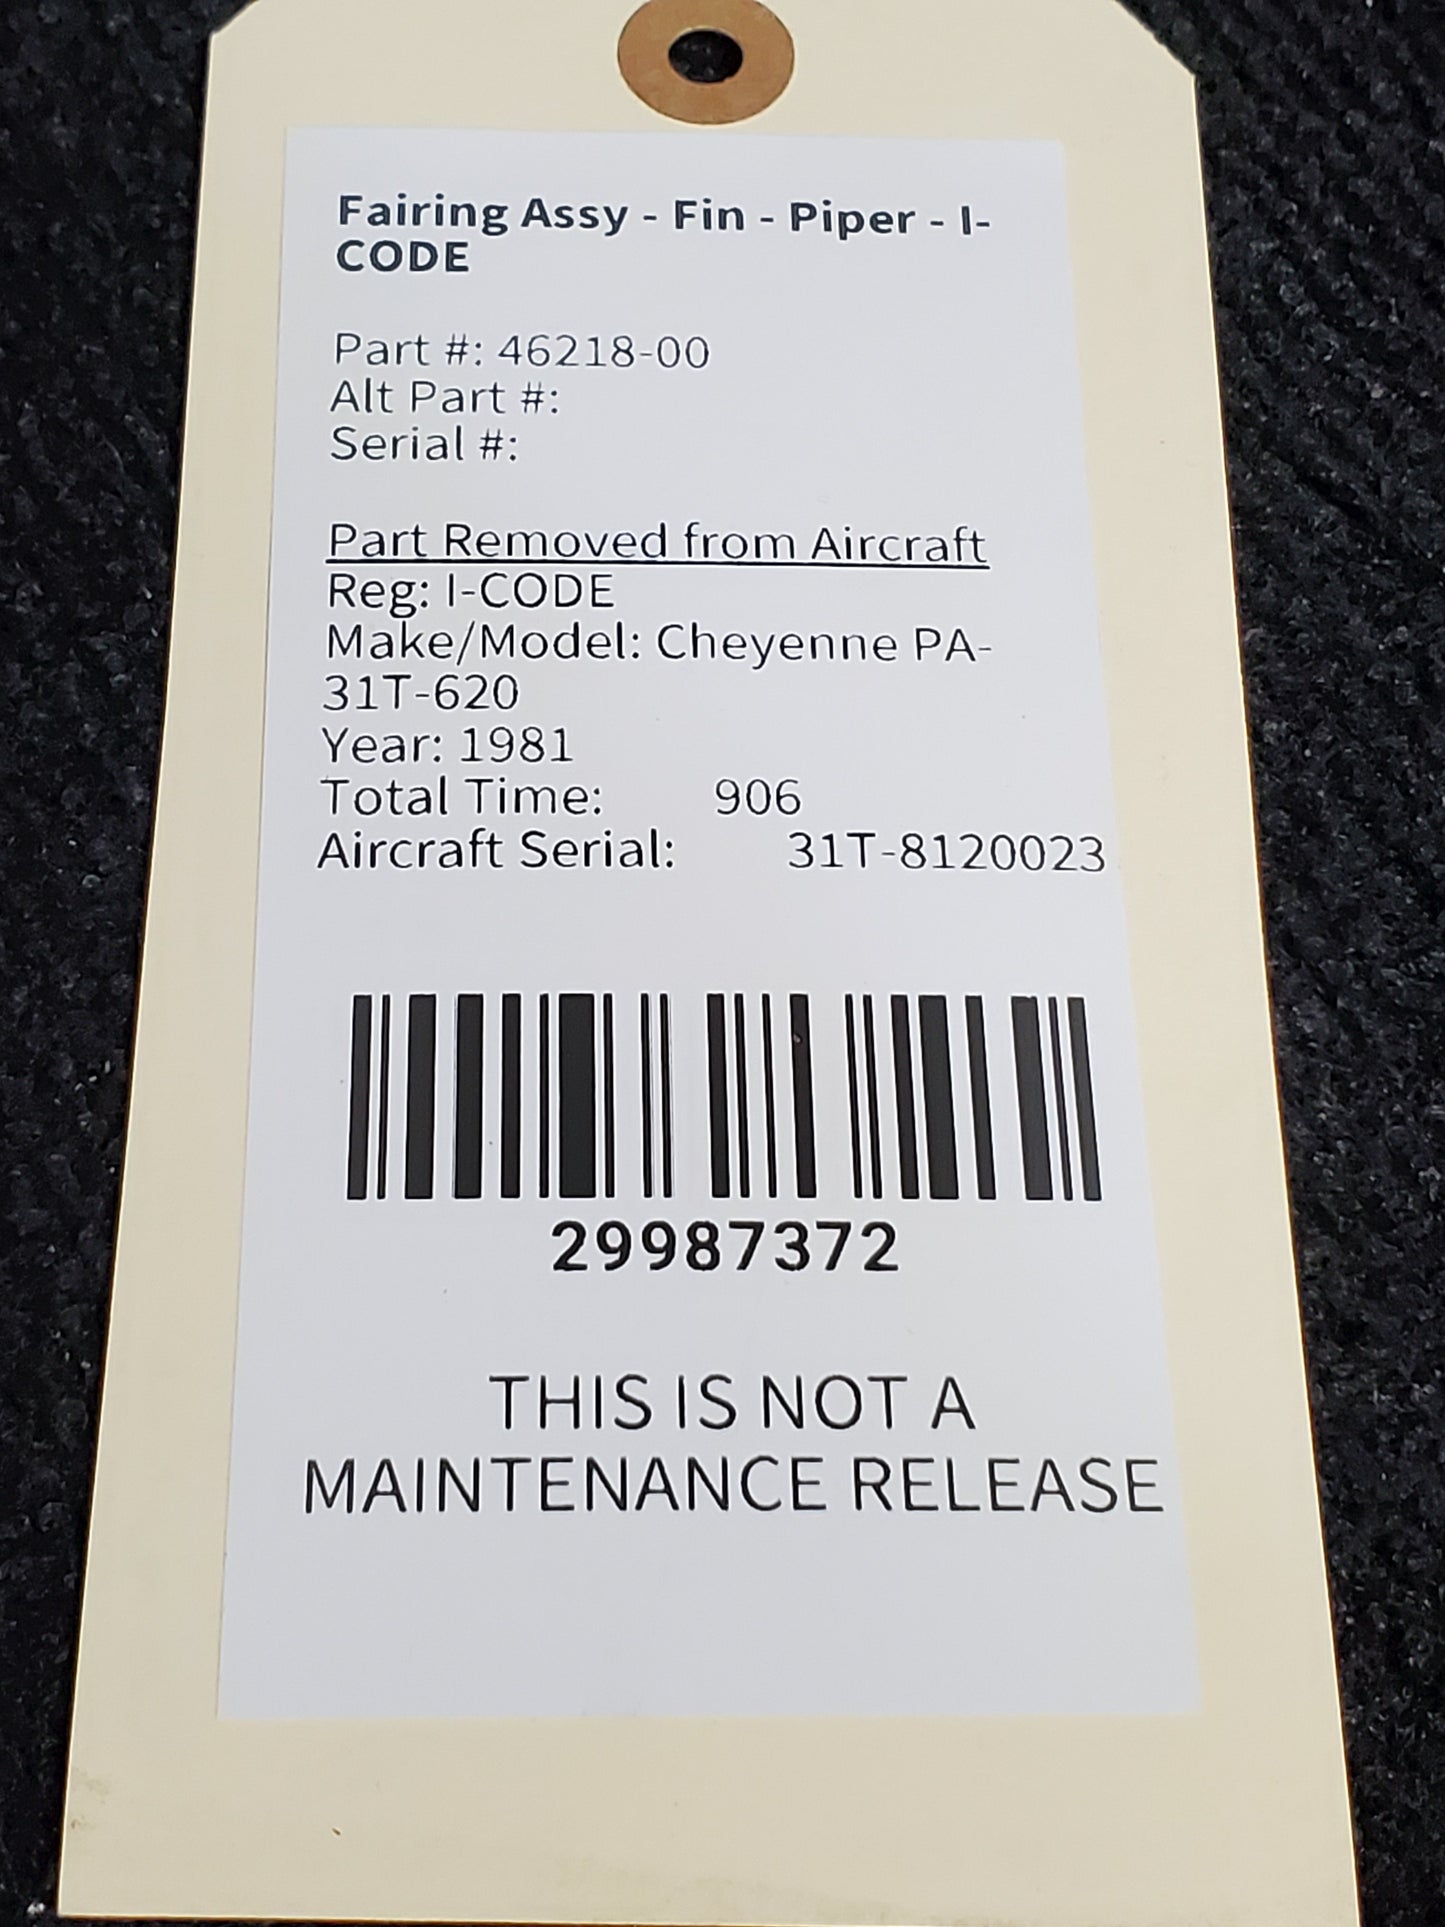 Fairing Assy - Fin - Piper - I-
CODE
Part #: 46218-00
Alt Part #:
Serial #:
Part Removed from Aircraft
Reg: I-CODE
Make/Model: Cheyenne PA-
31T-620
Year: 1981
Total Time: 906
Aircraft Serial: 31T-8120023
29987372
THIS IS NOT A
MAINTENANCE RELEASE